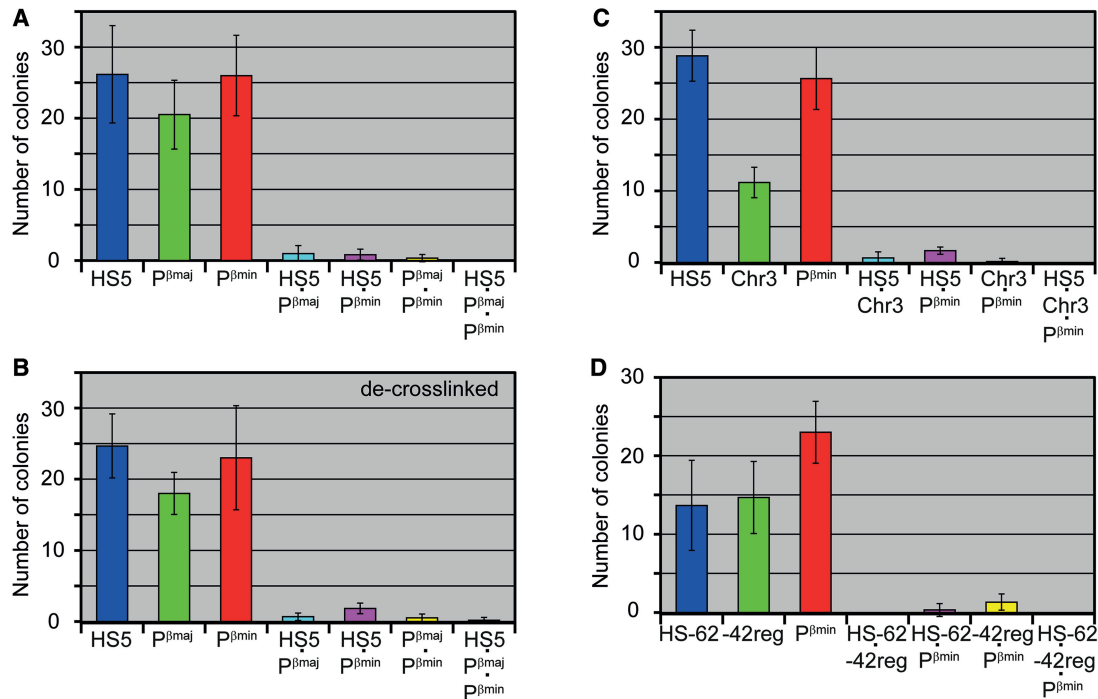 A
Number of colonies
30
20
10
0
HS5
Pβmaj
Pβmin
HS5 · Pβmaj
HS5 · Pβmin
Pβmaj · Pβmin
HS5 · Pβmaj · Pβmin
B
de-crosslinked
Number of colonies
30
20
10
0
HS5
Pβmaj
Pβmin
HS5 · Pβmaj
HS5 · Pβmin
Pβmaj · Pβmin
HS5 · Pβmaj · Pβmin
C
Number of colonies
30
20
10
0
HS5
Chr3
Pβmin
HS5 · Chr3
HS5 · Pβmin
Chr3 · Pβmin
HS5 · Chr3 · Pβmin
D
Number of colonies
30
20
10
0
HS-62
-42reg
Pβmin
HS-62 · -42reg
HS-62 · Pβmin
-42reg · Pβmin
HS-62 · -42reg · Pβmin